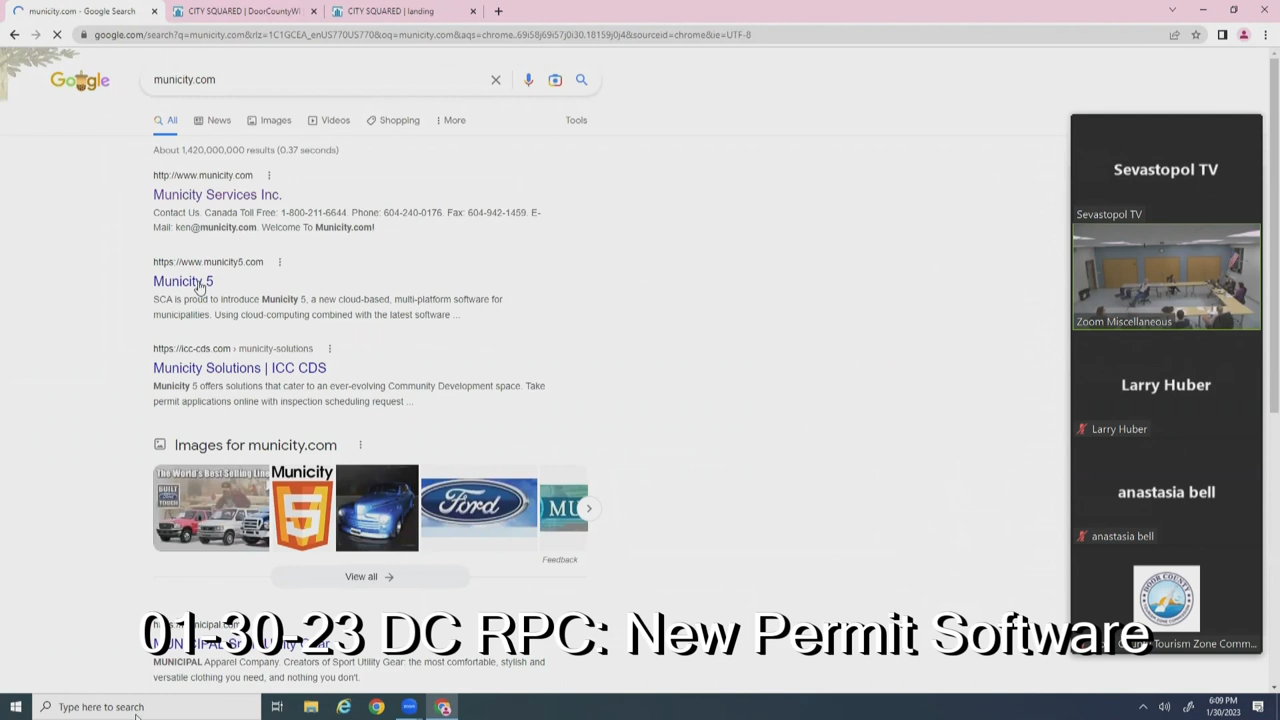 municity.com - Google Search
CITY SQUARED | DoorCountyWI
CITY SQUARED | landing
google.com/search?q=municity.com&rlz=1C1GCEA_enUS770US770&oq=municity.com&aqs=chrome..69i58j69i57j0i30.18159j0j4&sourceid=chrome&ie=UTF-8
Google
municity.com
All News Images Videos Shopping More Tools
About 1,420,000,000 results (0.37 seconds)
http://www.municity.com
Municity Services Inc.
Contact Us. Canada Toll Free: 1-800-211-6644. Phone: 604-240-0176. Fax: 604-942-1459. E-
Mail: ken@municity.com. Welcome To Municity.com!
https://www.municity5.com
Municity 5
SCA is proud to introduce Municity 5, a new cloud-based, multi-platform software for
municipalities. Using cloud-computing combined with the latest software ...
https://icc-cds.com › municity-solutions
Municity Solutions | ICC CDS
Municity 5 offers solutions that cater to an ever-evolving Community Development space. Take
permit applications online with inspection scheduling request ...
Images for municity.com
The World's Best Selling Line
BUILT
TOUGH
Municity
5
Ford
MU
Feedback
View all
01-30-23 DC RPC: New Permit Software
MUNICIPAL Apparel Company. Creators of Sport Utility Gear: the most comfortable, stylish and
versatile clothing you need, and nothing you don't.
Sevastopol TV
Sevastopol TV
Zoom Miscellaneous
Larry Huber
Larry Huber
anastasia bell
anastasia bell
Tourism Zone Comm...
Type here to search
6:09 PM
1/30/2023